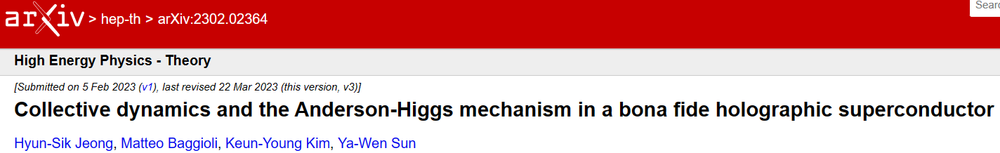 Sear
arXiv > hep-th > arXiv:2302.02364
High Energy Physics - Theory
[Submitted on 5 Feb 2023 (v1), last revised 22 Mar 2023 (this version, v3)]
Collective dynamics and the Anderson-Higgs mechanism in a bona fide holographic superconductor
Hyun-Sik Jeong, Matteo Baggioli, Keun-Young Kim, Ya-Wen Sun